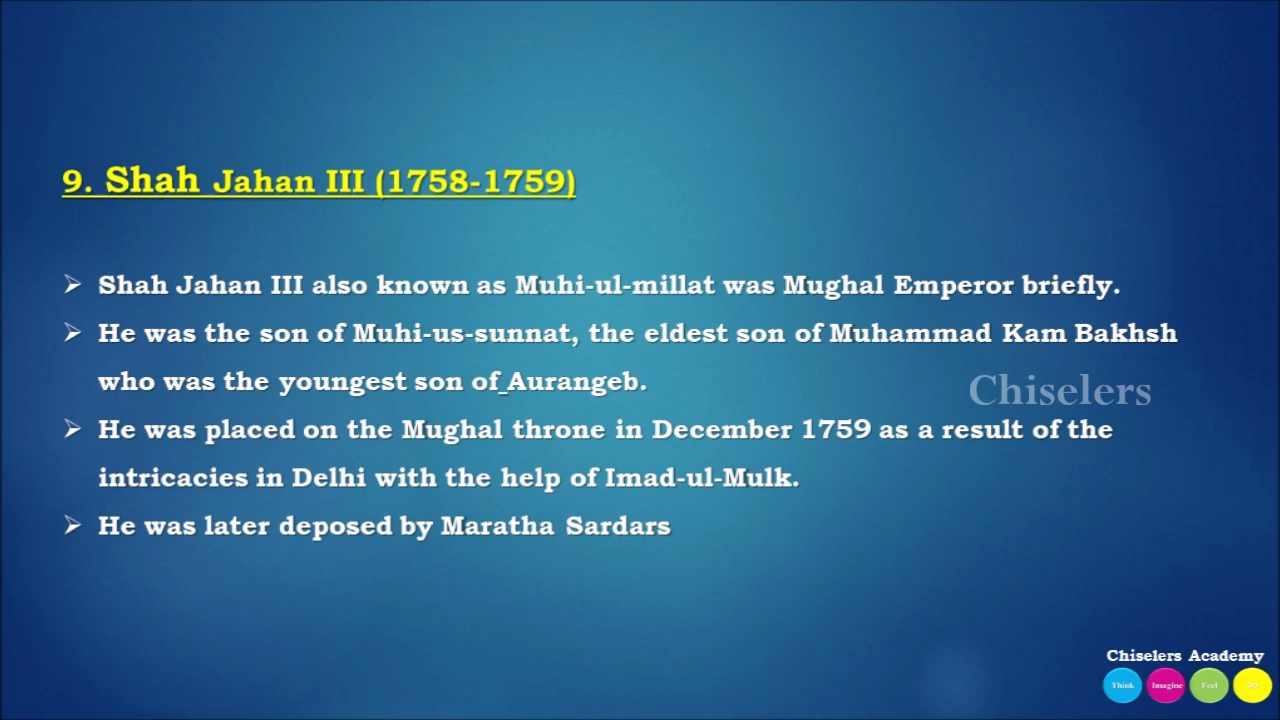 9. Shah Jahan III (1758-1759)
Shah Jahan III also known as Muhi-ul-millat was Mughal Emperor briefly.
He was the son of Muhi-us-sunnat, the eldest son of Muhammad Kam Bakhsh
who was the youngest son of Aurangeb.
Chiselers
He was placed on the Mughal throne in December 1759 as a result of the
intricacies in Delhi with the help of Imad-ul-Mulk.
He was later deposed by Maratha Sardars
Chiselers Academy
Think Imagine Feel